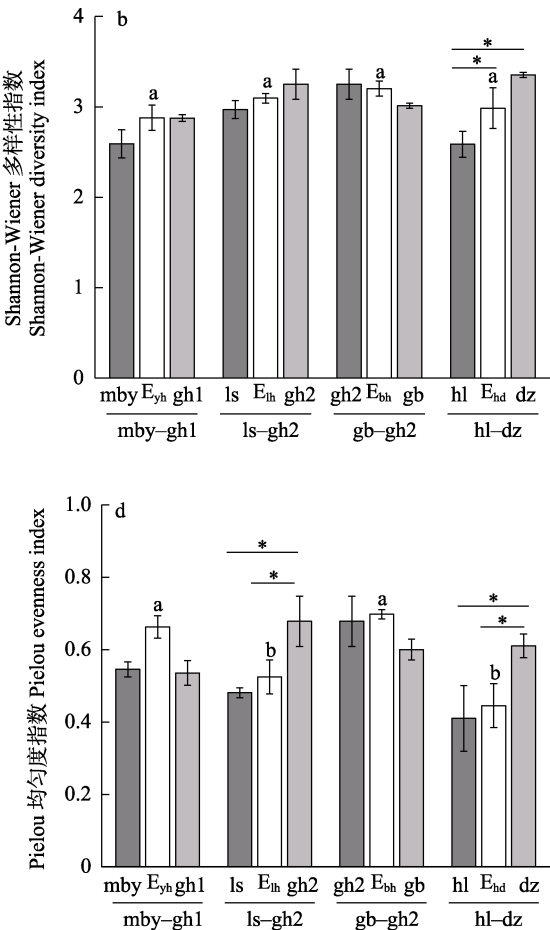 Shannon-Wiener 多样性指数
Shannon-Wiener diversity index
b
4
3
2
1
0
a
a
a
a
*
*
mby Eyh gh1
ls Elh gh2
gh2 Ebh gb
hl Ehd dz
mby–gh1
ls–gh2
gb–gh2
hl–dz
Pielou 均匀度指数 Pielou evenness index
d
1.0
0.8
0.6
0.4
0.2
0
a
b
a
b
*
*
*
*
mby Eyh gh1
ls Elh gh2
gh2 Ebh gb
hl Ehd dz
mby–gh1
ls–gh2
gb–gh2
hl–dz